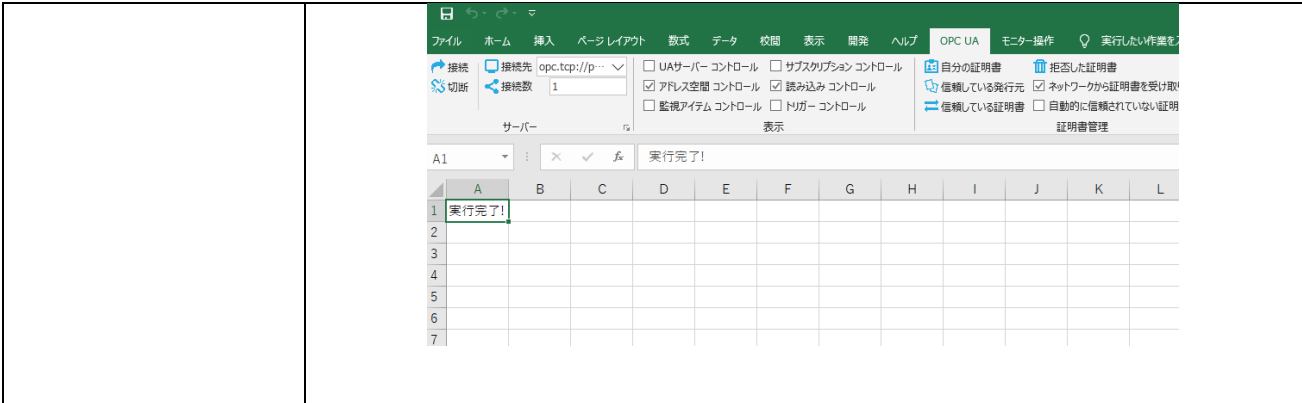 ファイル ホーム 挿入 ページ レイアウト 数式 データ 校閲 表示 開発 ヘルプ OPC UA モニター操作 実行したい作業を
接続 接続先 opc.tcp://p… UAサーバー コントロール サブスクリプション コントロール 自分の証明書 拒否した証明書
切断 接続数 1 アドレス空間 コントロール 読み込み コントロール 信頼している発行元 ネットワークから証明書を受け取
監視アイテム コントロール トリガー コントロール 信頼している証明書 自動的に信頼されていない証明
サーバー 表示 証明書管理
A1 fx 実行完了!
A B C D E F G H I J K L
1 実行完了!
2
3
4
5
6
7